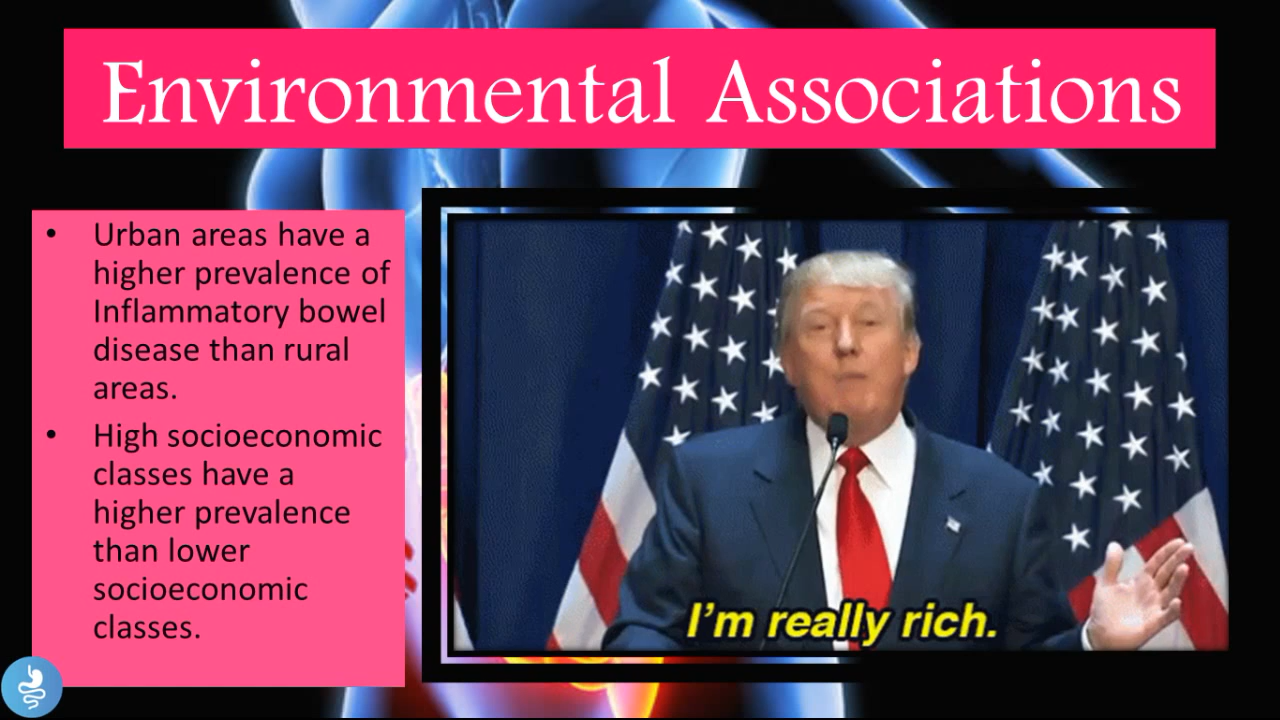 Environmental Associations
• Urban areas have a
higher prevalence of
Inflammatory bowel
disease than rural
areas.
• High socioeconomic
classes have a
higher prevalence
than lower
socioeconomic
classes.
I'm really rich.